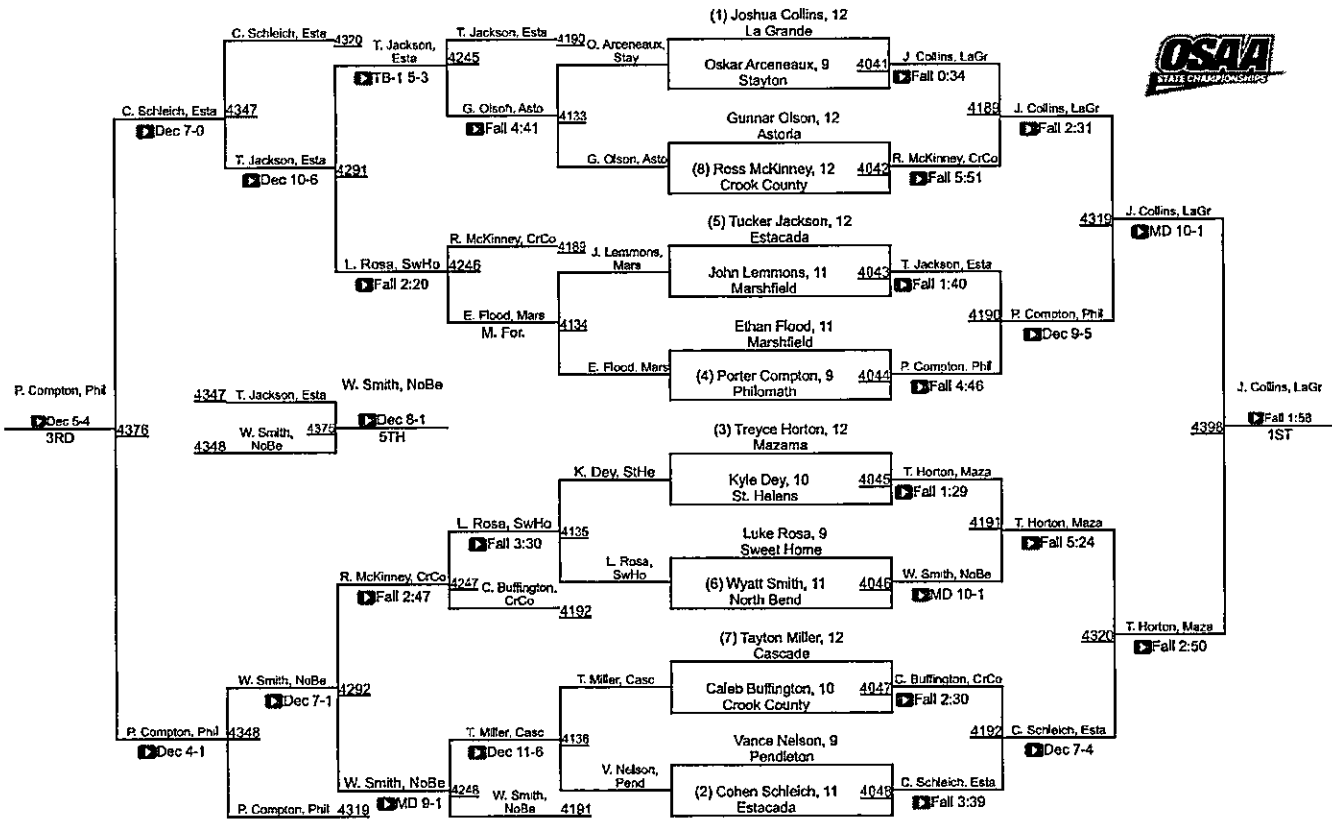 (1) Joshua Collins, 12
La Grande
Oskar Arceneaux, 9
Stayton
4041
Gunnar Olson, 12
Astoria
(8) Ross McKinney, 12
Crook County
4042
(5) Tucker Jackson, 12
Estacada
John Lemmons, 11
Marshfield
4043
Ethan Flood, 11
Marshfield
(4) Porter Compton, 9
Philomath
4044
(3) Treyce Horton, 12
Mazama
Kyle Dey, 10
St. Helens
4045
Luke Rosa, 9
Sweet Home
(6) Wyatt Smith, 11
North Bend
4046
(7) Tayton Miller, 12
Cascade
Caleb Buffington, 10
Crook County
4047
Vance Nelson, 9
Pendleton
(2) Cohen Schleich, 11
Estacada
4048
J. Collins, LaGr
Fall 0:34
4189
R. McKinney, CrCo
Fall 5:51
T. Jackson, Esta
Fall 1:40
4190
P. Compton, Phil
Fall 4:46
T. Horton, Maza
Fall 1:29
4191
W. Smith, NoBe
MD 10-1
C. Buffington, CrCo
Fall 2:30
4192
C. Schleich, Esta
Fall 3:39
J. Collins, LaGr
Fall 2:31
4319
P. Compton, Phil
Dec 9-5
T. Horton, Maza
Fall 5:24
4320
C. Schleich, Esta
Dec 7-4
J. Collins, LaGr
MD 10-1
4398
T. Horton, Maza
Fall 2:50
J. Collins, LaGr
Fall 1:58
1ST
OSAA
STATE CHAMPIONSHIPS
O. Arceneaux,
Stay
4133
G. Olson, Asto
J. Lemmons,
Mars
4134
E. Flood, Mars
K. Dey, StHe
4135
L. Rosa,
SwHo
T. Miller, Casc
4136
V. Nelson,
Pend
T. Jackson, Esta
4190
4245
G. Olson, Asto
Fall 4:41
R. McKinney, CrCo
4189
4246
E. Flood, Mars
M. For.
L. Rosa, SwHo
Fall 3:30
4247
C. Buffington,
CrCo
4192
T. Miller, Casc
Dec 11-6
4248
W. Smith,
NoBe
4191
T. Jackson,
Esta
TB-1 5-3
4291
L. Rosa, SwHo
Fall 2:20
R. McKinney, CrCo
Fall 2:47
4292
W. Smith, NoBe
MD 9-1
C. Schleich, Esta
4320
4347
T. Jackson, Esta
Dec 10-6
W. Smith, NoBe
Dec 7-1
4348
P. Compton, Phil
4319
C. Schleich, Esta
Dec 7-0
4376
P. Compton, Phil
Dec 4-1
P. Compton, Phil
Dec 5-4
3RD
4347
T. Jackson, Esta
4375
4348
W. Smith,
NoBe
W. Smith, NoBe
Dec 8-1
5TH